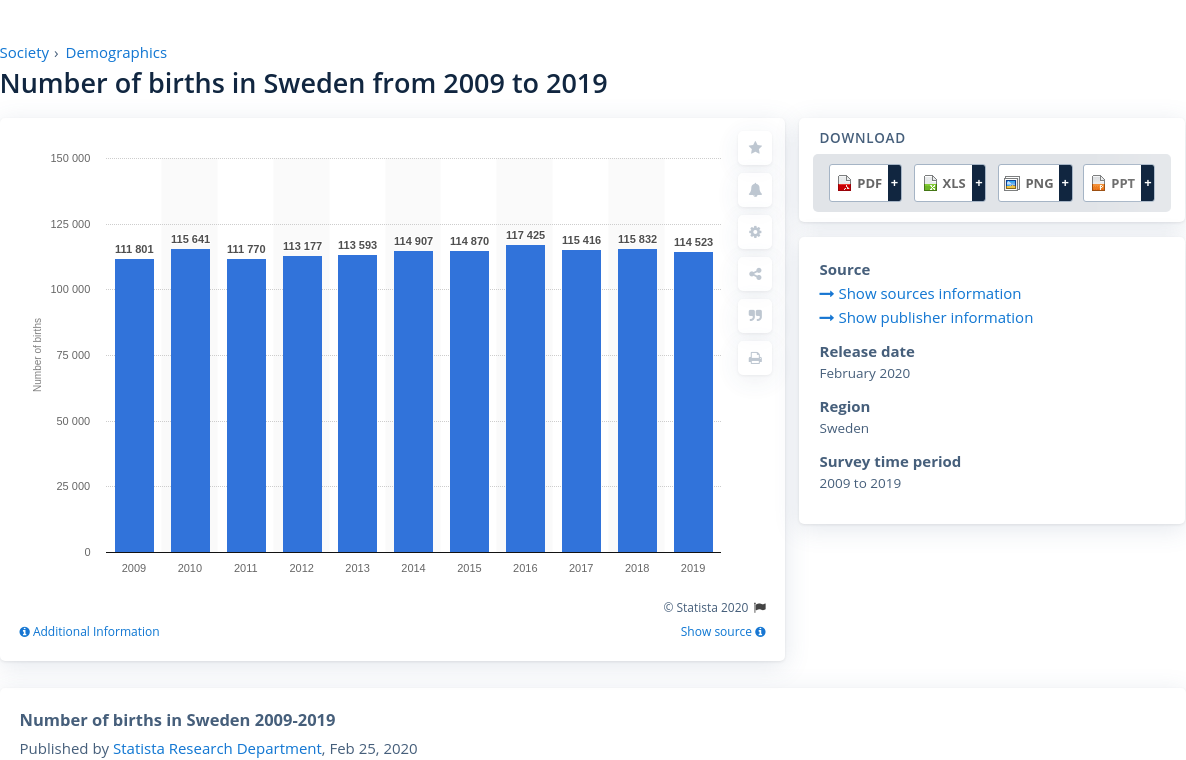 Society › Demographics
Number of births in Sweden from 2009 to 2019
150 000
125 000
100 000
75 000
50 000
25 000
0
Number of births
111 801
115 641
111 770
113 177
113 593
114 907
114 870
117 425
115 416
115 832
114 523
2009
2010
2011
2012
2013
2014
2015
2016
2017
2018
2019
© Statista 2020
Additional Information
Show source
DOWNLOAD
PDF +
XLS +
PNG +
PPT +
Source
Show sources information
Show publisher information
Release date
February 2020
Region
Sweden
Survey time period
2009 to 2019
Number of births in Sweden 2009-2019
Published by Statista Research Department, Feb 25, 2020